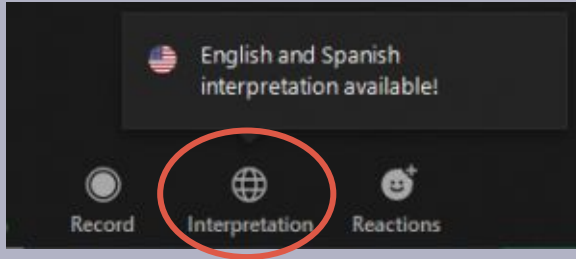 English and Spanish
interpretation available!
Record
Interpretation
Reactions